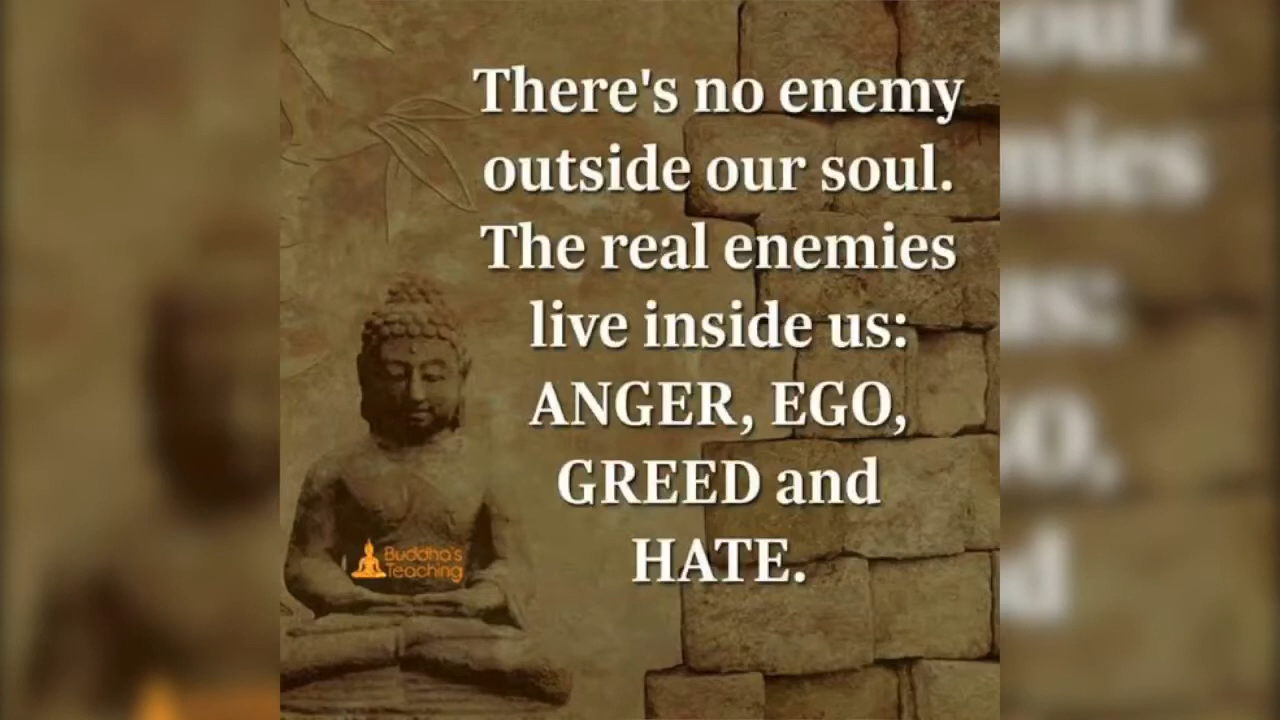 There's no enemy
outside our soul.
The real enemies
live inside us:
ANGER, EGO,
GREED and
HATE.
Buddha's
Teaching